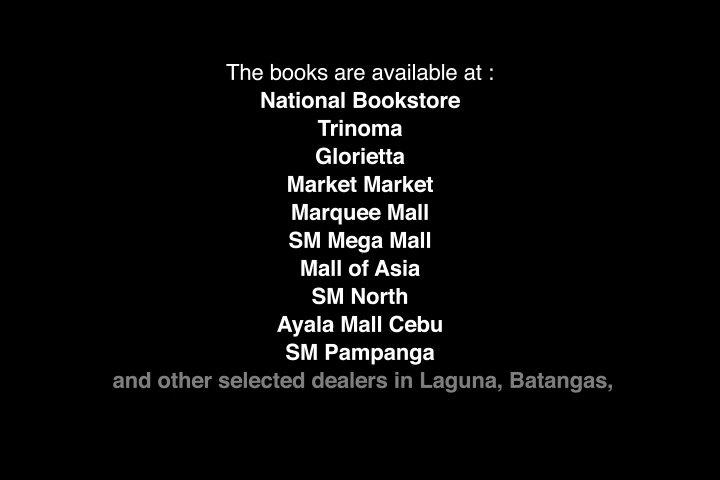 The books are available at :
National Bookstore
Trinoma
Glorietta
Market Market
Marquee Mall
SM Mega Mall
Mall of Asia
SM North
Ayala Mall Cebu
SM Pampanga
and other selected dealers in Laguna, Batangas,